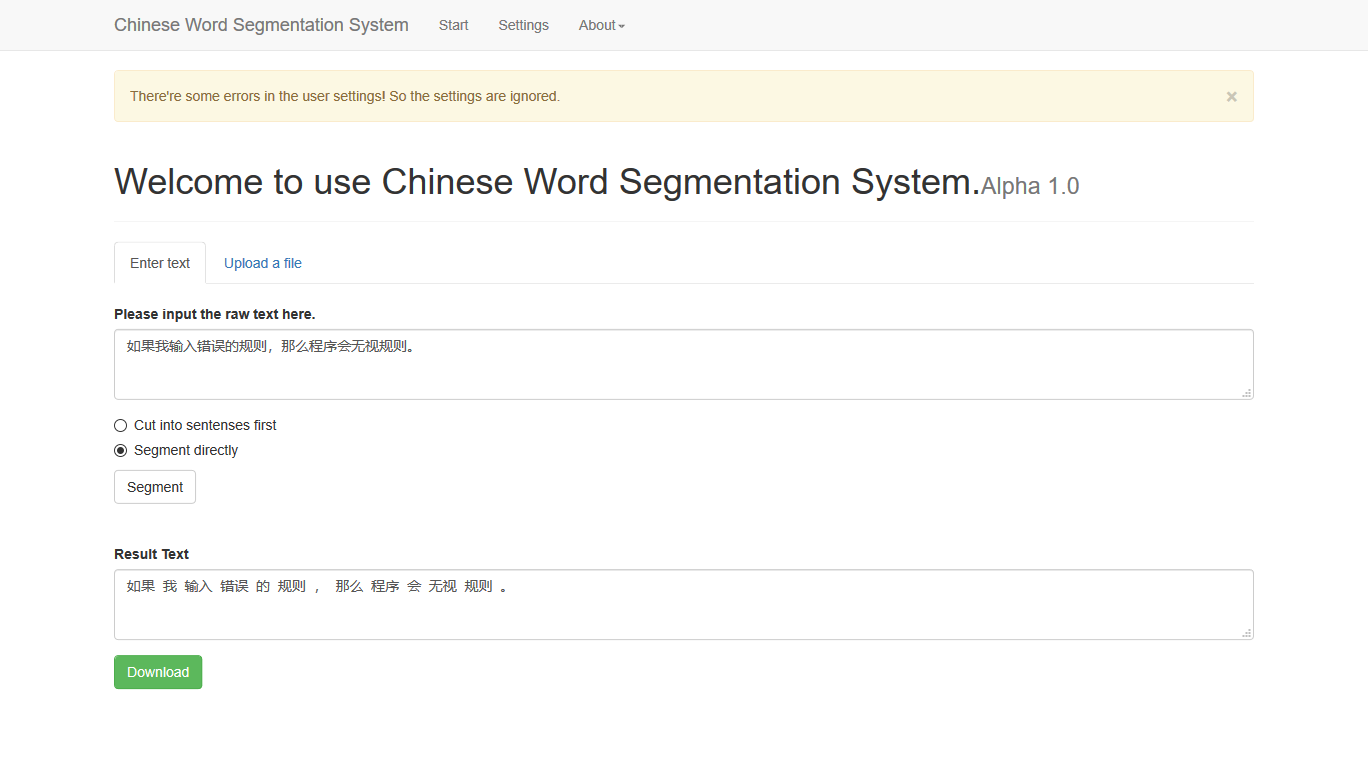 Chinese Word Segmentation System Start Settings About
There're some errors in the user settings! So the settings are ignored. ×
Welcome to use Chinese Word Segmentation System.Alpha 1.0
Enter text Upload a file
Please input the raw text here.
如果我输入错误的规则，那么程序会无视规则。
Cut into sentenses first
Segment directly
Segment
Result Text
如果 我 输入 错误 的 规则 ， 那么 程序 会 无视 规则 。
Download